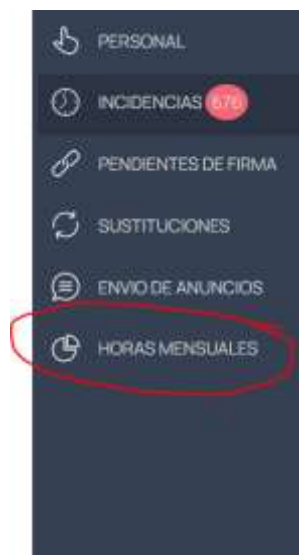 PERSONAL
INCIDENCIAS 676
PENDIENTES DE FIRMA
SUSTITUCIONES
ENVIO DE ANUNCIOS
HORAS MENSUALES